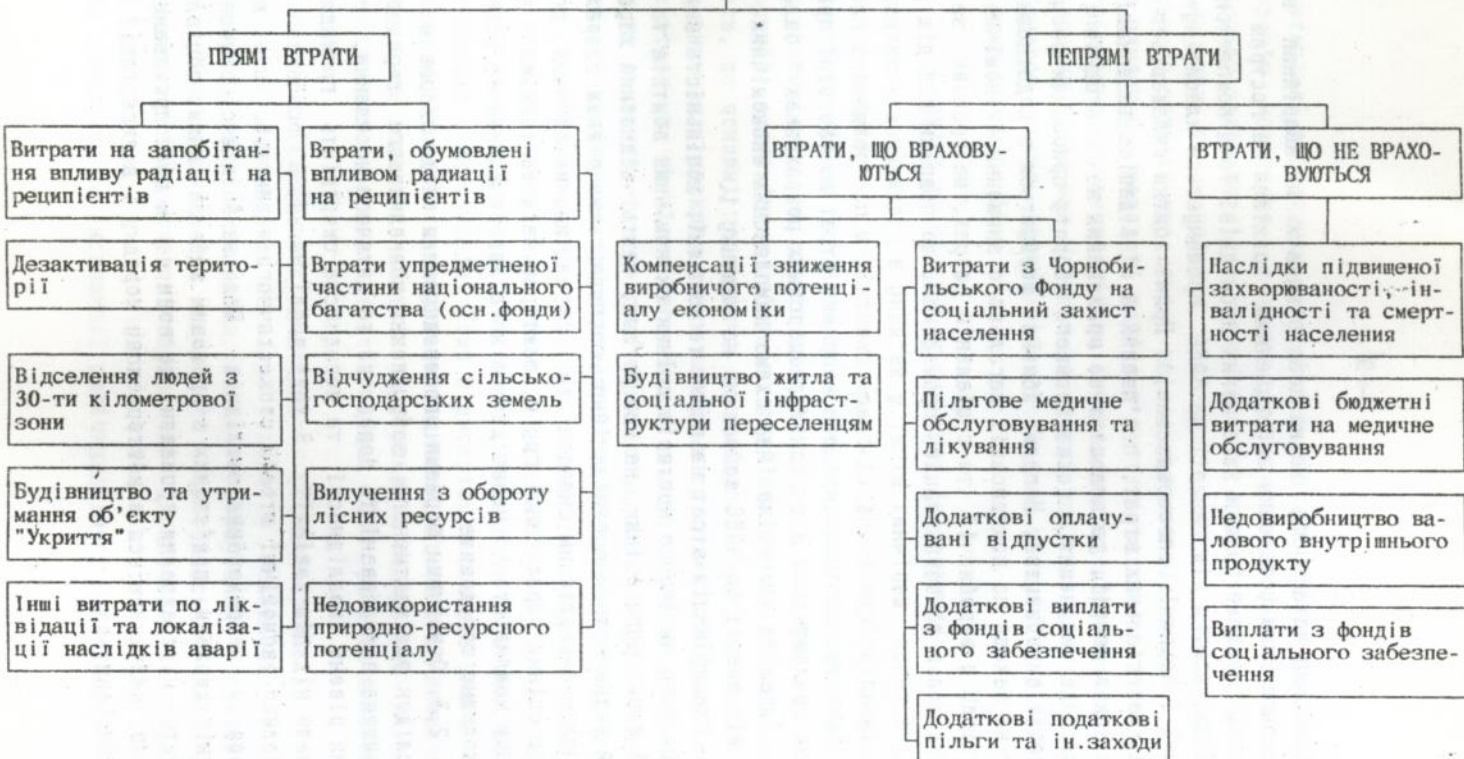 ПРЯМІ ВТРАТИ
НЕПРЯМІ ВТРАТИ
Витрати на запобіган-
ня впливу радіації на
реципієнтів
Втрати, обумовлені
впливом радиації
на реципієнтів
ВТРАТИ, ЩО ВРАХОВУ-
ЮТЬСЯ
ВТРАТИ, ЩО НЕ ВРАХО-
ВУЮТЬСЯ
Дезактивація терито-
рії
Відселення людей з
30-ти кілометрової
зони
Будівництво та утри-
мання об'єкту
"Укриття"
Інші витрати по лік-
відації та локаліза-
ції наслідків аварії
Втрати упредметненої
частини національного
багатства (осн.фонди)
Відчудження сільсько-
господарських земель
Вилучення з обороту
лісних ресурсів
Недовикористання
природно-ресурсного
потенціалу
Компенсації зниження
виробничого потенці-
алу економіки
Будівництво житла та
соціальної інфраст-
руктури переселенцям
Витрати з Чорноби-
льського Фонду на
соціальний захист
населення
Пільгове медичне
обслуговування та
лікування
Додаткові оплачу-
вані відпустки
Додаткові виплати
з фондів соціаль-
ного забезпечення
Додаткові податкові
пільги та ін.заходи
Наслідки підвищеної
захворюваності, ін-
валідності та смерт-
ності населения
Додаткові бюджетні
витрати на медичне
обслуговування
Недовиробництво ва-
лового внутрішнього
продукту
Виплати з фондів
соціального забезпе-
чення